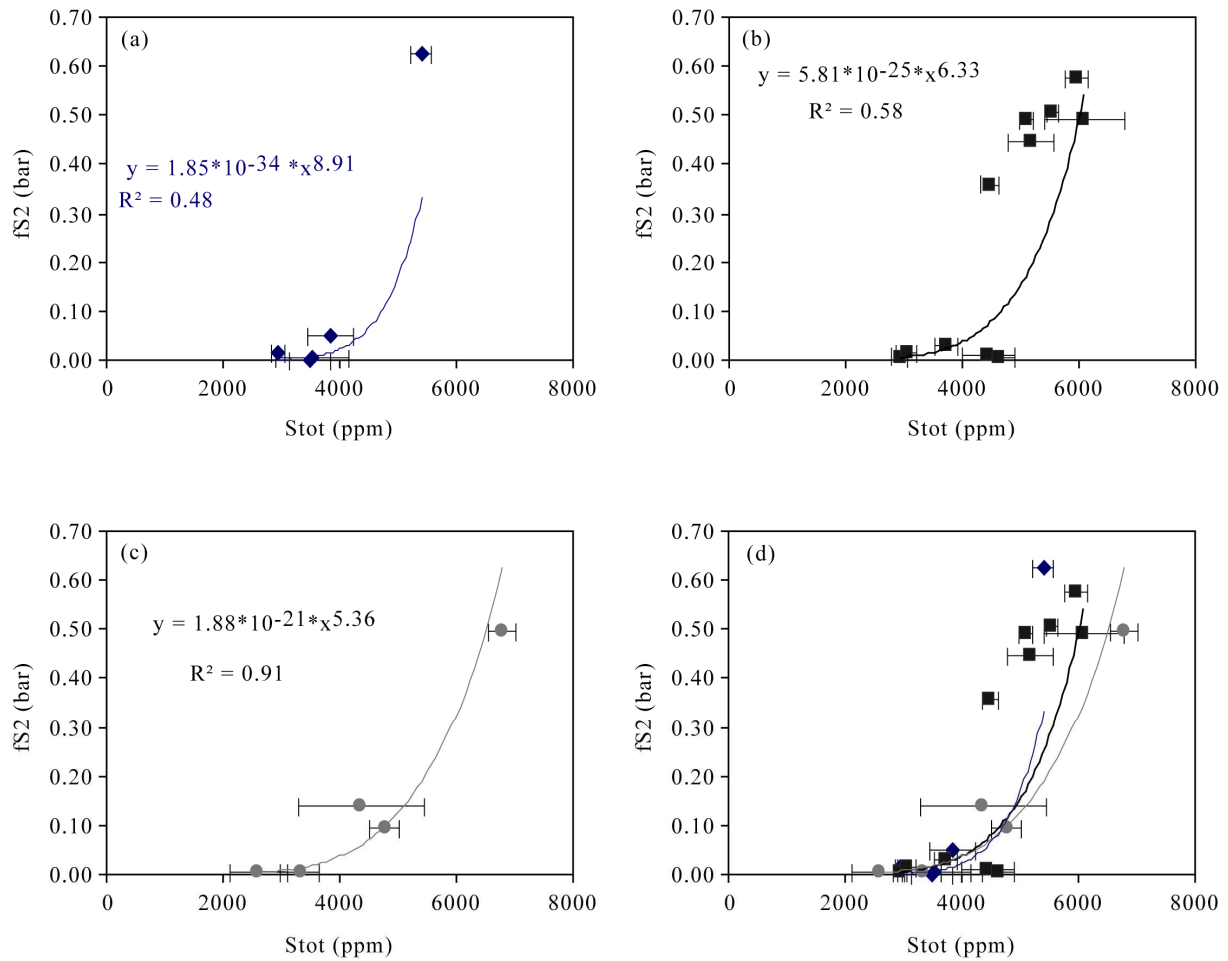 (a)
y = 1.85*10-34 *x8.91
R² = 0.48
fS2 (bar)
0.70
0.60
0.50
0.40
0.30
0.20
0.10
0.00
0
2000
4000
6000
8000
Stot (ppm)
(b)
y = 5.81*10-25*x6.33
R² = 0.58
fS2 (bar)
0.70
0.60
0.50
0.40
0.30
0.20
0.10
0.00
0
2000
4000
6000
8000
Stot (ppm)
(c)
y = 1.88*10-21*x5.36
R² = 0.91
fS2 (bar)
0.70
0.60
0.50
0.40
0.30
0.20
0.10
0.00
0
2000
4000
6000
8000
Stot (ppm)
(d)
fS2 (bar)
0.70
0.60
0.50
0.40
0.30
0.20
0.10
0.00
0
2000
4000
6000
8000
Stot (ppm)